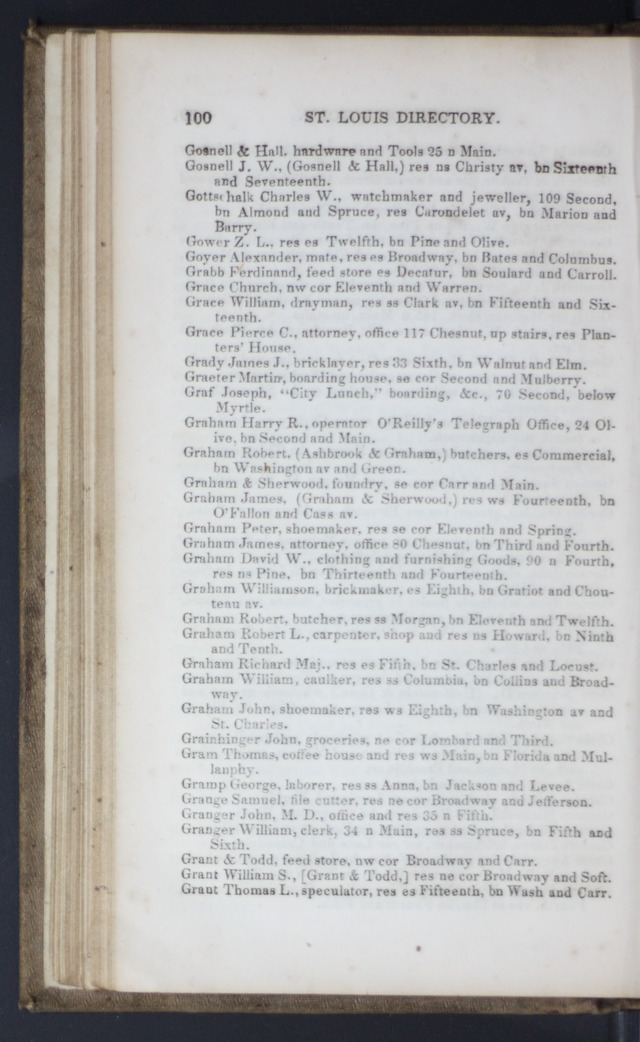 100 ST. LOUIS DIRECTORY.
Gosnell & Hall, hardware and Tools 25 n Main.
Gosnell J. W., (Gosnell & Hall,) res ns Christy av, bn Sixteenth
and Seventeenth.
Gottschalk Charles W., watchmaker and jeweller, 109 Second,
bn Almond and Spruce, res Carondelet av, bn Marion and
Barry.
Gower Z. L., res es Twelfth, bn Pine and Olive.
Goyer Alexander, mate, res es Broadway, bn Bates and Columbus.
Grabb Ferdinand, feed store es Decatur, bn Soulard and Carroll.
Grace Church, nw cor Eleventh and Warren.
Grace William, drayman, res ss Clark av, bn Fifteenth and Six-
teenth.
Grace Pierce C., attorney, office 117 Chesnut, up stairs, res Plan-
ters' House.
Grady James J., bricklayer, res 33 Sixth, bn Walnut and Elm.
Graeter Martin, boarding house, se cor Second and Mulberry.
Graf Joseph, "City Lunch," boarding, &c., 70 Second, below
Myrtle.
Graham Harry R., operator O'Reilly's Telegraph Office, 24 Ol-
ive, bn Second and Main.
Graham Robert, (Ashbrook & Graham,) butchers, es Commercial,
bn Washington av and Green.
Graham & Sherwood, foundry, se cor Carr and Main.
Graham James, (Graham & Sherwood,) res ws Fourteenth, bn
O'Fallon and Cass av.
Graham Peter, shoemaker, res se cor Eleventh and Spring.
Graham James, attorney, office 80 Chesnut, bn Third and Fourth.
Graham David W., clothing and furnishing Goods, 90 n Fourth,
res ns Pine, bn Thirteenth and Fourteenth.
Graham Williamson, brickmaker, es Eighth, bn Gratiot and Chou-
teau av.
Graham Robert, butcher, res ss Morgan, bn Eleventh and Twelfth.
Graham Robert L., carpenter, shop and res ns Howard, bn Ninth
and Tenth.
Graham Richard Maj., res es Fifth, bn St. Charles and Locust.
Graham William, caulker, res ss Columbia, bn Collins and Broad-
way.
Graham John, shoemaker, res ws Eighth, bn Washington av and
St. Charles.
Grainhinger John, groceries, ne cor Lombard and Third.
Gram Thomas, coffee house and res ws Main, bn Florida and Mul-
lanphy.
Gramp George, laborer, res ss Anna, bn Jackson and Levee.
Grange Samuel, file cutter, res ne cor Broadway and Jefferson.
Granger John, M. D., office and res 35 n Fifth.
Granger William, clerk, 34 n Main, res ss Spruce, bn Fifth and
Sixth.
Grant & Todd, feed store, nw cor Broadway and Carr.
Grant William S., [Grant & Todd,] res ne cor Broadway and Soft.
Grant Thomas L., speculator, res es Fifteenth, bn Wash and Carr.